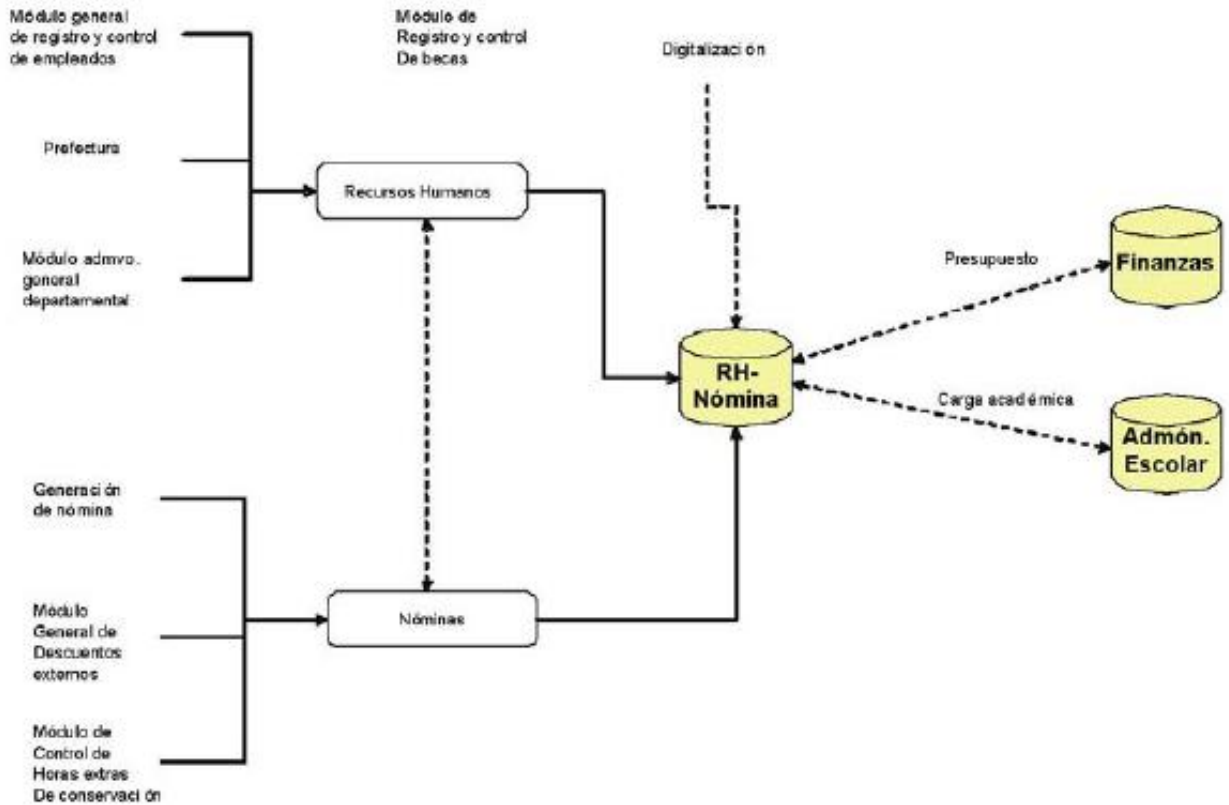 Módulo general
de registro y control
de empleados
Módulo de
Registro y control
De becas
Digitalización
Prefectura
Recursos Humanos
Módulo admvo.
general
departamental
Presupuesto
Finanzas
RH-
Nómina
Carga académica
Admón.
Escolar
Generación
de nómina
Módulo
General de
Descuentos
externos
Nóminas
Módulo de
Control de
Horas extras
De conservación